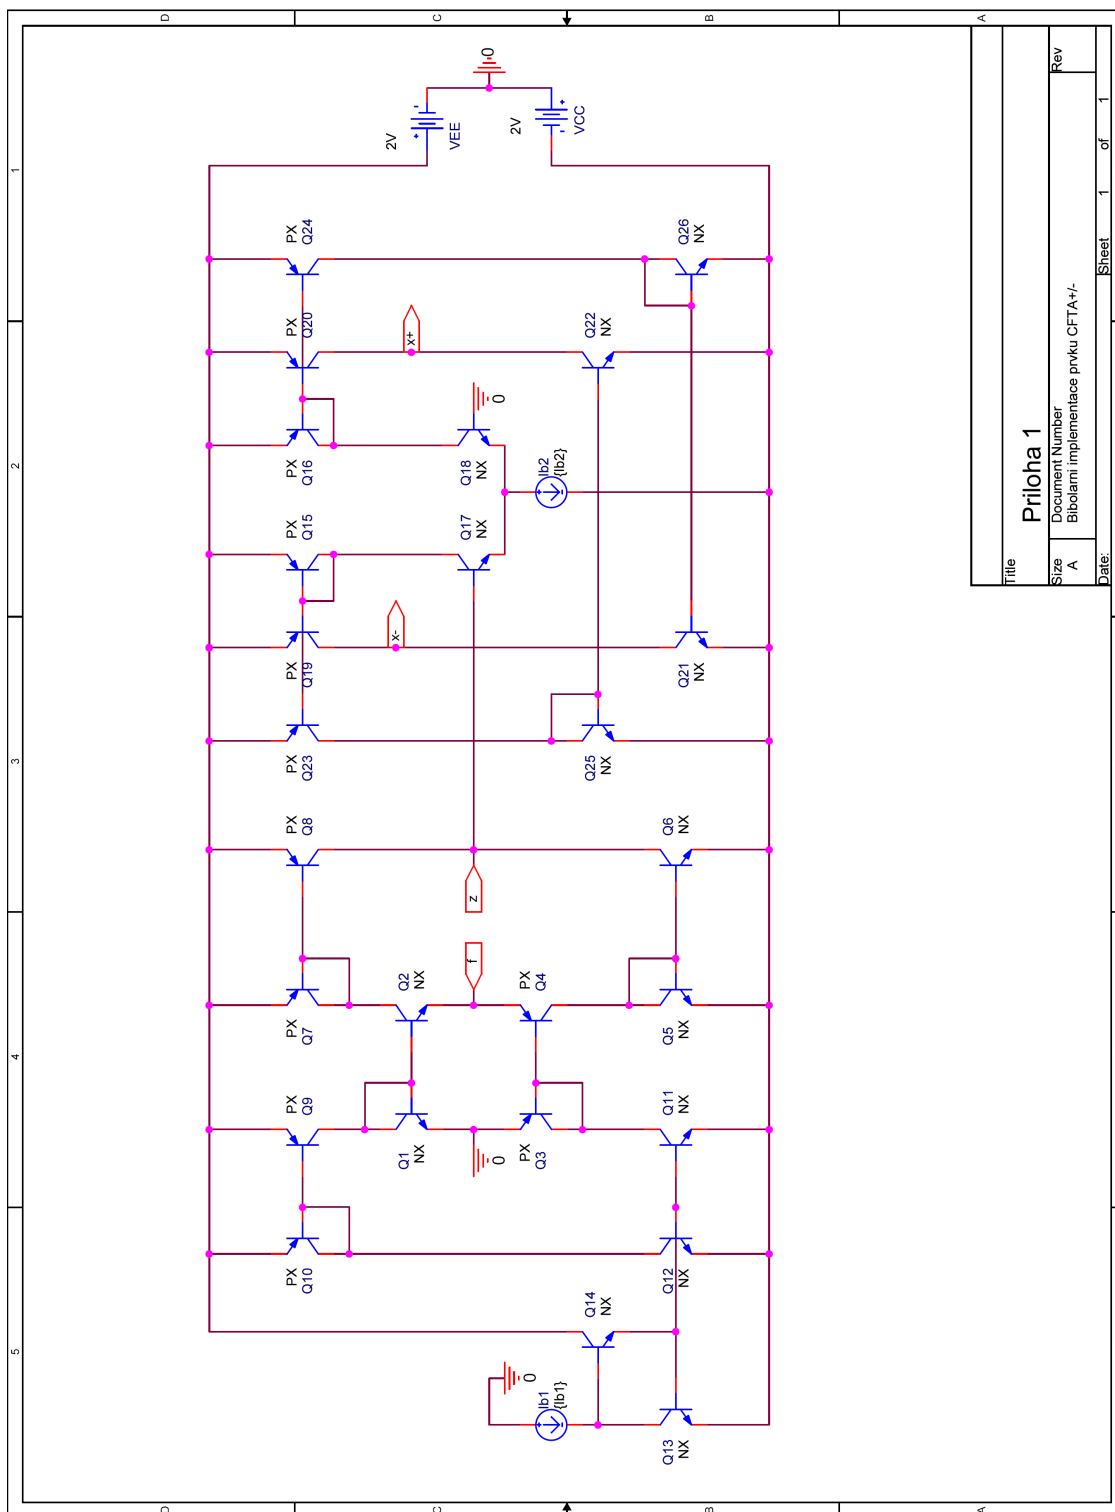 5
4
3
2
1
D
C
B
A
D
C
B
VEE
2V
VCC
2V
0
PX
Q10
PX
Q9
PX
Q7
PX
Q8
PX
Q23
PX
Q19
PX
Q15
PX
Q16
PX
Q20
PX
Q24
Q1
NX
Q2
NX
f
z
x-
x+
Q17
NX
Q18
NX
0
Ib2
{Ib2}
0
PX
Q3
PX
Q4
Ib1
{Ib1}
0
Q14
NX
Q25
NX
Q22
NX
Q13
NX
Q12
NX
Q11
NX
Q5
NX
Q6
NX
Q21
NX
Q26
NX
Title
Priloha 1
Size
Document Number
Rev
A
Bibolarni implementace prvku CFTA+/-
Date:
Sheet
1
of
1